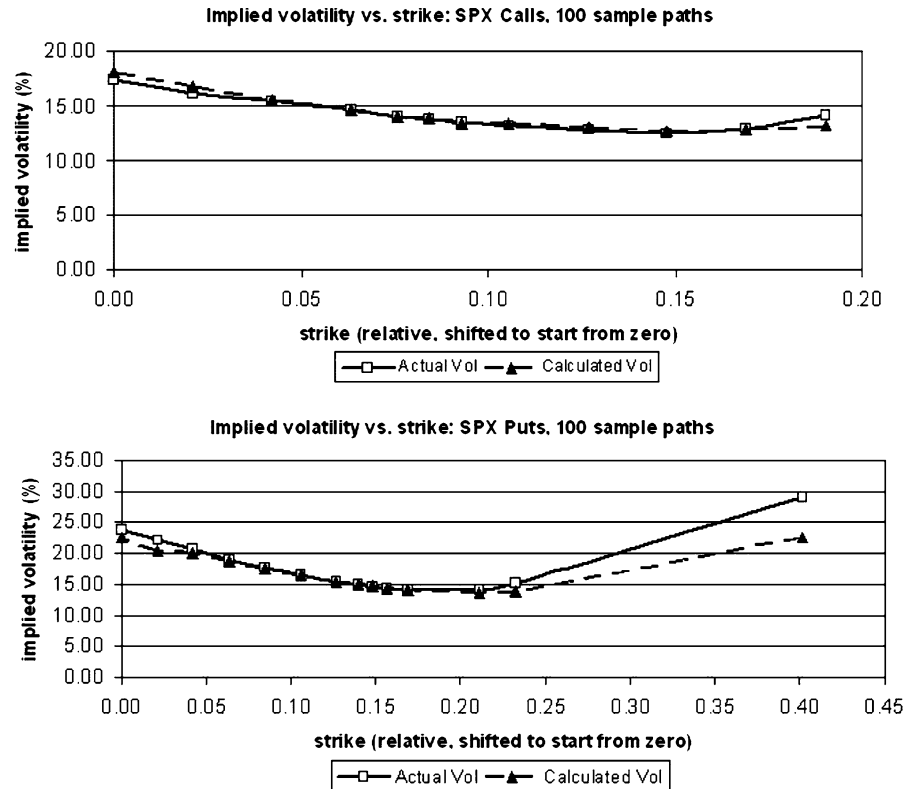 Implied volatility vs. strike: SPX Calls, 100 sample paths
implied volatility (%)
20.00
15.00
10.00
5.00
0.00
0.00 0.05 0.10 0.15 0.20
strike (relative, shifted to start from zero)
Actual Vol Calculated Vol
Implied volatility vs. strike: SPX Puts, 100 sample paths
implied volatility (%)
35.00
30.00
25.00
20.00
15.00
10.00
5.00
0.00
0.00 0.05 0.10 0.15 0.20 0.25 0.30 0.35 0.40 0.45
strike (relative, shifted to start from zero)
Actual Vol Calculated Vol